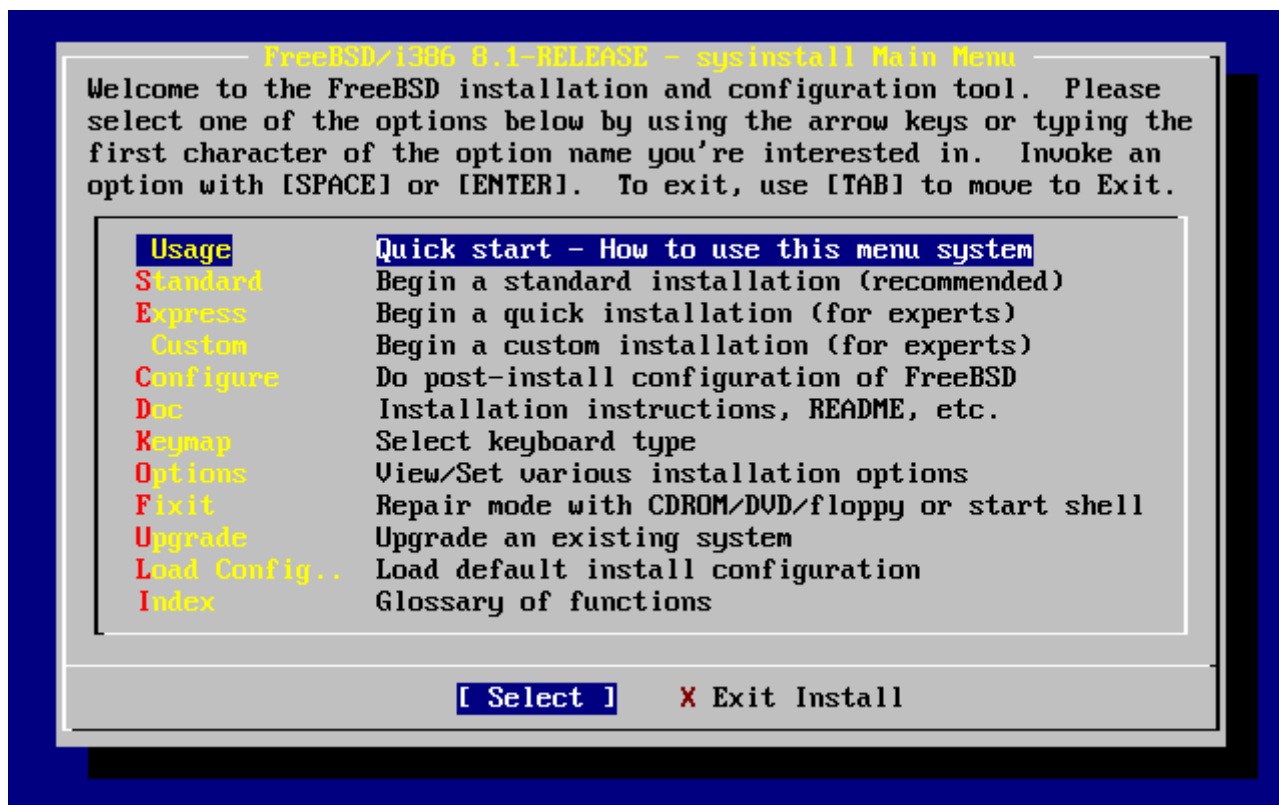 FreeBSD/i386 8.1-RELEASE - sysinstall Main Menu
Welcome to the FreeBSD installation and configuration tool.  Please
select one of the options below by using the arrow keys or typing the
first character of the option name you're interested in.  Invoke an
option with [SPACE] or [ENTER].  To exit, use [TAB] to move to Exit.
Usage Quick start - How to use this menu system
Standard Begin a standard installation (recommended)
Express Begin a quick installation (for experts)
Custom Begin a custom installation (for experts)
Configure Do post-install configuration of FreeBSD
Doc Installation instructions, README, etc.
Keymap Select keyboard type
Options View/Set various installation options
Fixit Repair mode with CDROM/DVD/floppy or start shell
Upgrade Upgrade an existing system
Load Config.. Load default install configuration
Index Glossary of functions
[ Select ] X Exit Install